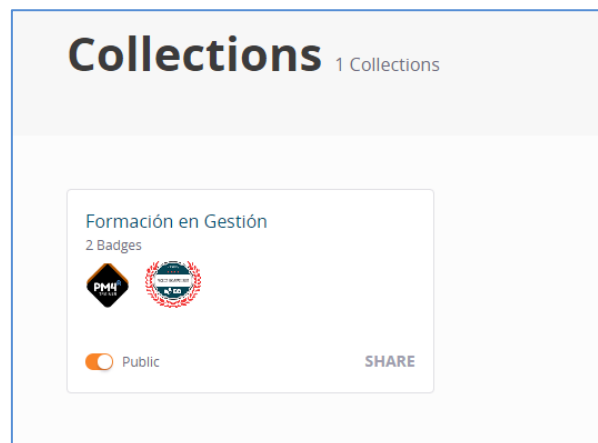 Collections 1 Collections
Formación en Gestión
2 Badges
PM4
Public SHARE